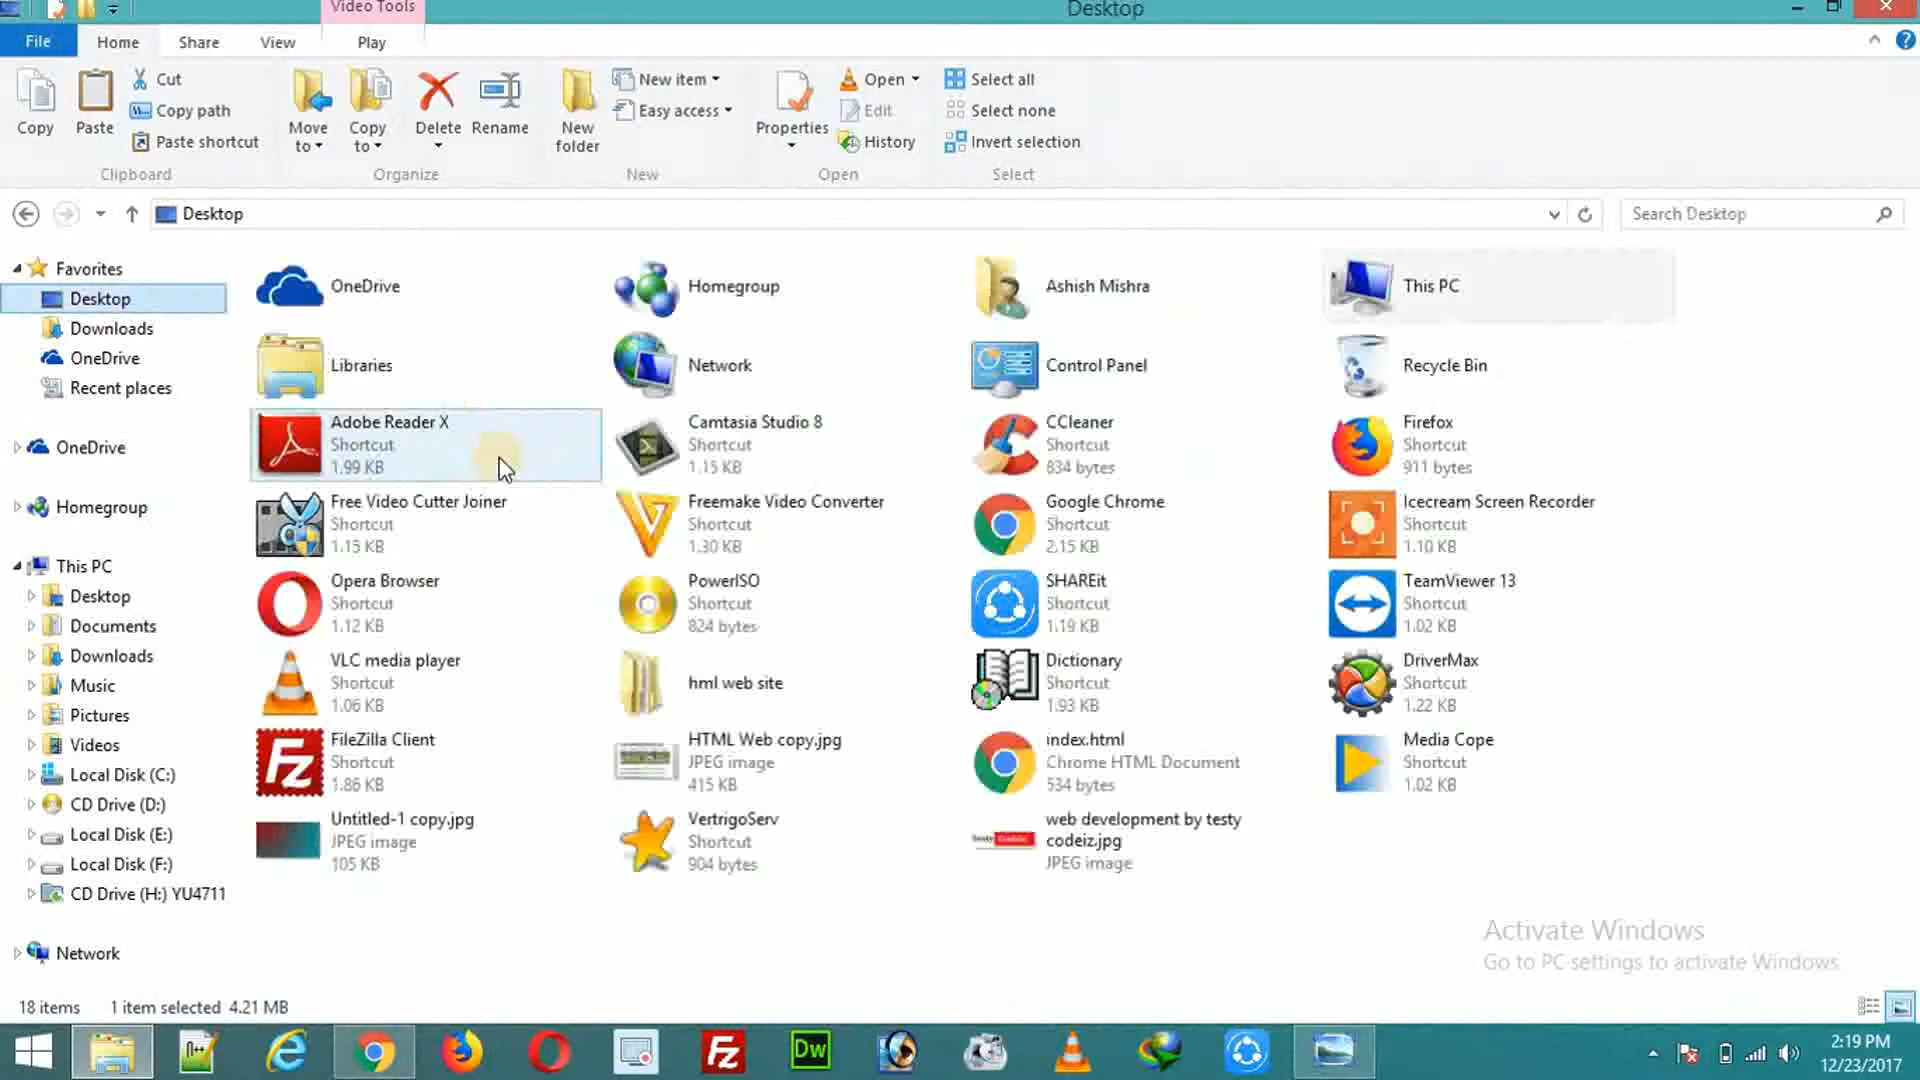 Video Tools
Desktop
File
Home
Share
View
Play
Copy
Paste
Cut
Copy path
Paste shortcut
Clipboard
Move to
Copy to
Delete
Rename
Organize
New folder
New item
Easy access
New
Properties
Open
Edit
History
Open
Select all
Select none
Invert selection
Select
Desktop
Search Desktop
Favorites
Desktop
Downloads
OneDrive
Recent places
OneDrive
Homegroup
This PC
Desktop
Documents
Downloads
Music
Pictures
Videos
Local Disk (C:)
CD Drive (D:)
Local Disk (E:)
Local Disk (F:)
CD Drive (H:) YU4711
Network
OneDrive
Homegroup
Ashish Mishra
This PC
Libraries
Network
Control Panel
Recycle Bin
Adobe Reader X
Shortcut
1.99 KB
Camtasia Studio 8
Shortcut
1.15 KB
CCleaner
Shortcut
834 bytes
Firefox
Shortcut
911 bytes
Free Video Cutter Joiner
Shortcut
1.15 KB
Freemake Video Converter
Shortcut
1.30 KB
Google Chrome
Shortcut
2.15 KB
Icecream Screen Recorder
Shortcut
1.10 KB
Opera Browser
Shortcut
1.12 KB
PowerISO
Shortcut
824 bytes
SHAREit
Shortcut
1.19 KB
TeamViewer 13
Shortcut
1.02 KB
VLC media player
Shortcut
1.06 KB
hml web site
Dictionary
Shortcut
1.93 KB
DriverMax
Shortcut
1.22 KB
FileZilla Client
Shortcut
1.86 KB
HTML Web copy.jpg
JPEG image
415 KB
index.html
Chrome HTML Document
534 bytes
Media Cope
Shortcut
1.02 KB
Untitled-1 copy.jpg
JPEG image
105 KB
VertrigoServ
Shortcut
904 bytes
web development by testy
codeiz.jpg
JPEG image
Activate Windows
Go to PC settings to activate Windows.
18 items
1 item selected 4.21 MB
Fz
Dw
2:19 PM
12/23/2017